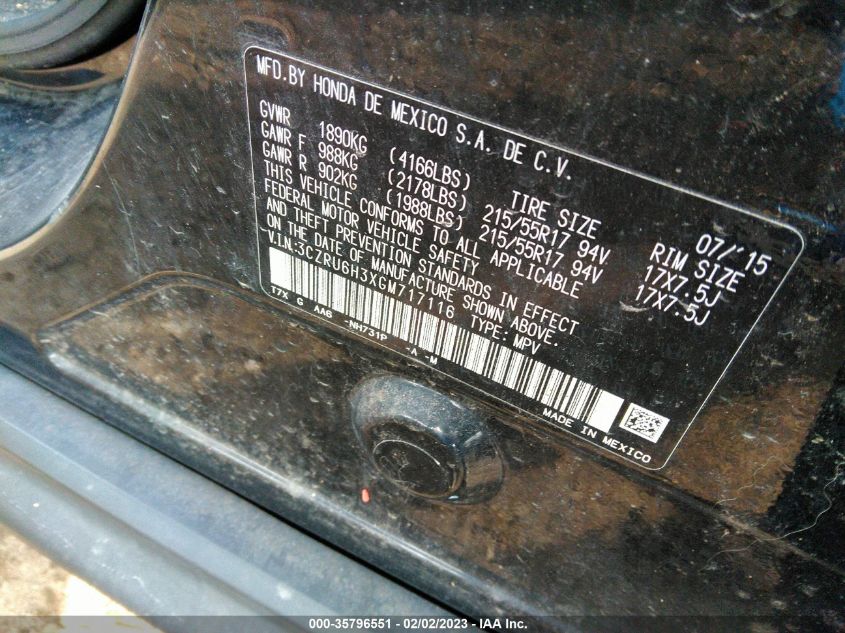 MFD.BY HONDA DE MEXICO S.A. DE C.V. 07/'15
GVWR 1890KG (4166LBS) TIRE SIZE RIM SIZE
GAWR F 988KG (2178LBS) 215/55R17 94V 17X7.5J
GAWR R 902KG (1988LBS) 215/55R17 94V 17X7.5J
THIS VEHICLE CONFORMS TO ALL APPLICABLE
FEDERAL MOTOR VEHICLE SAFETY
AND THEFT PREVENTION STANDARDS IN EFFECT
ON THE DATE OF MANUFACTURE SHOWN ABOVE.
V.I.N:3CZRU6H3XGM717116 TYPE: MPV
T7X G AA6 -NH731P -A -M MADE IN MEXICO
000-35796551 — 02/02/2023 — IAA Inc.